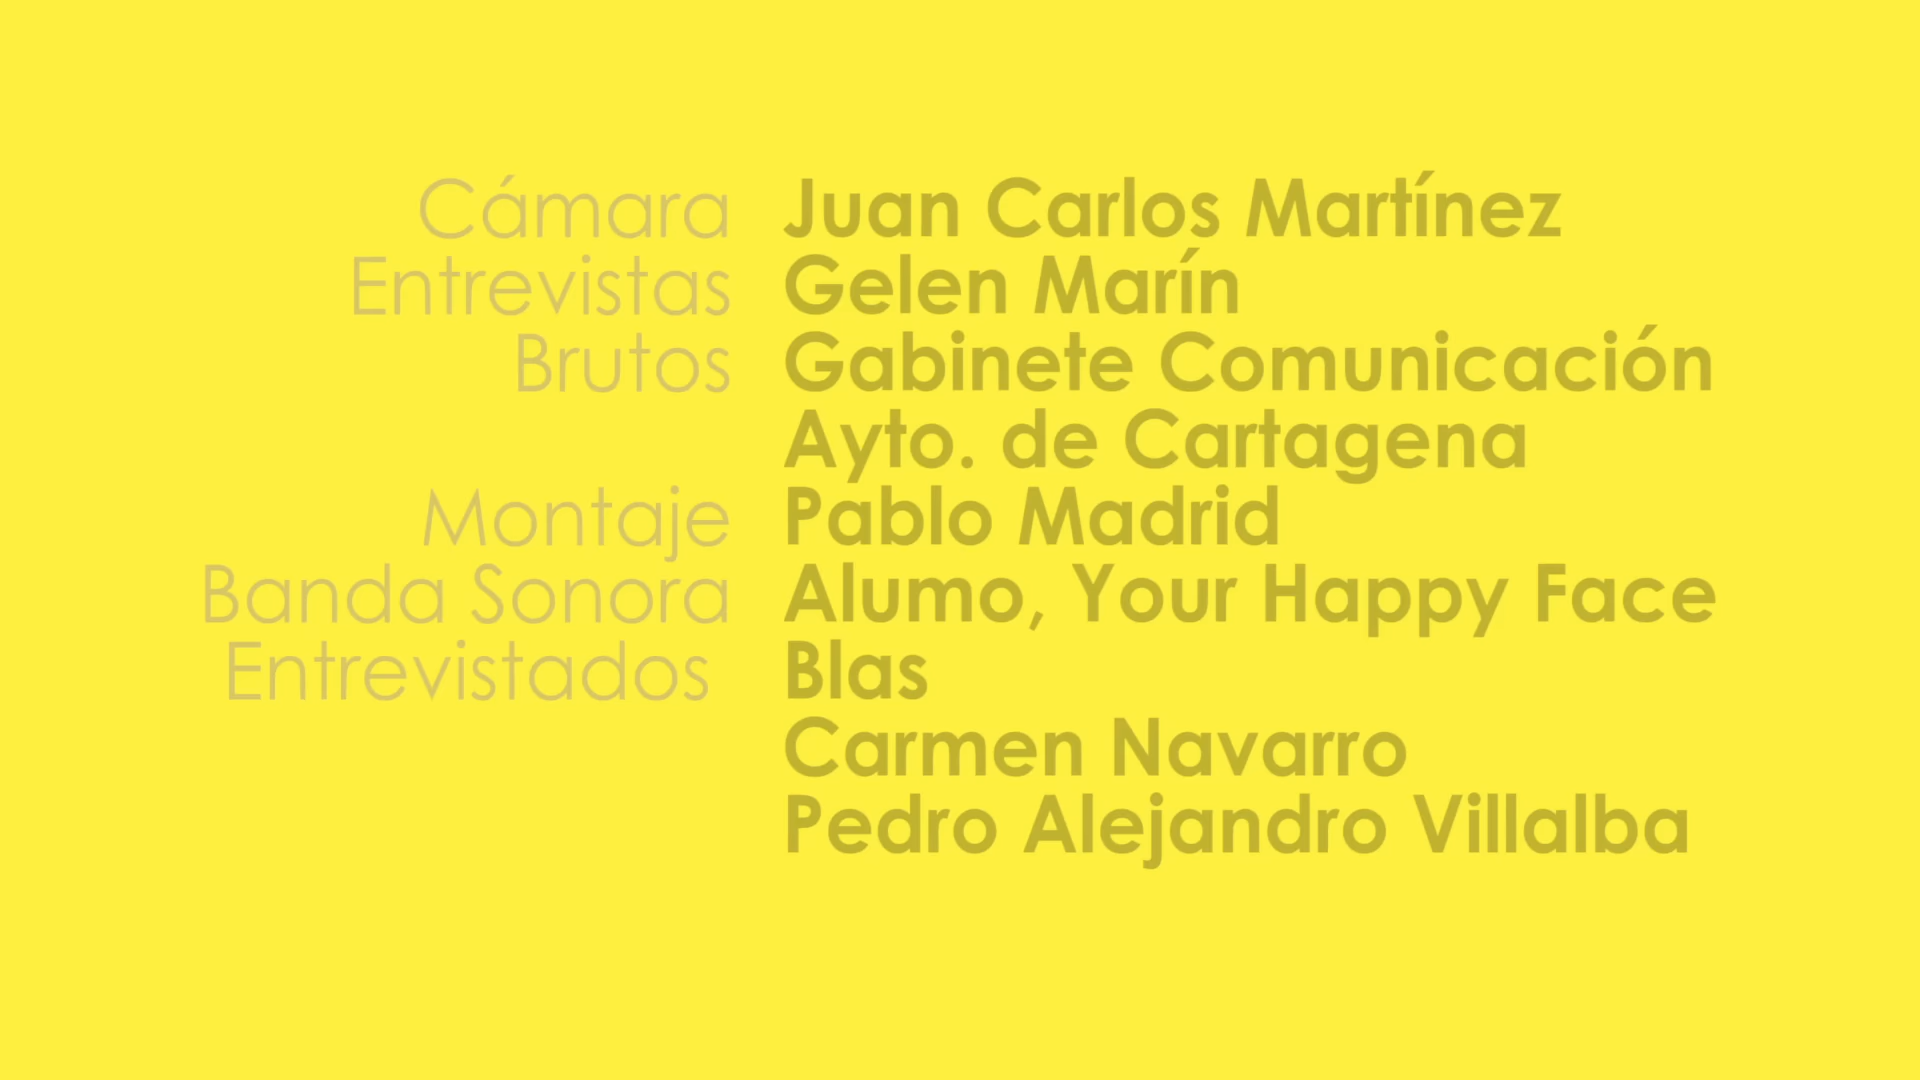 Cámara Juan Carlos Martínez
Entrevistas Gelen Marín
Brutos Gabinete Comunicación
Ayto. de Cartagena
Montaje Pablo Madrid
Banda Sonora Alumo, Your Happy Face
Entrevistados Blas
Carmen Navarro
Pedro Alejandro Villalba